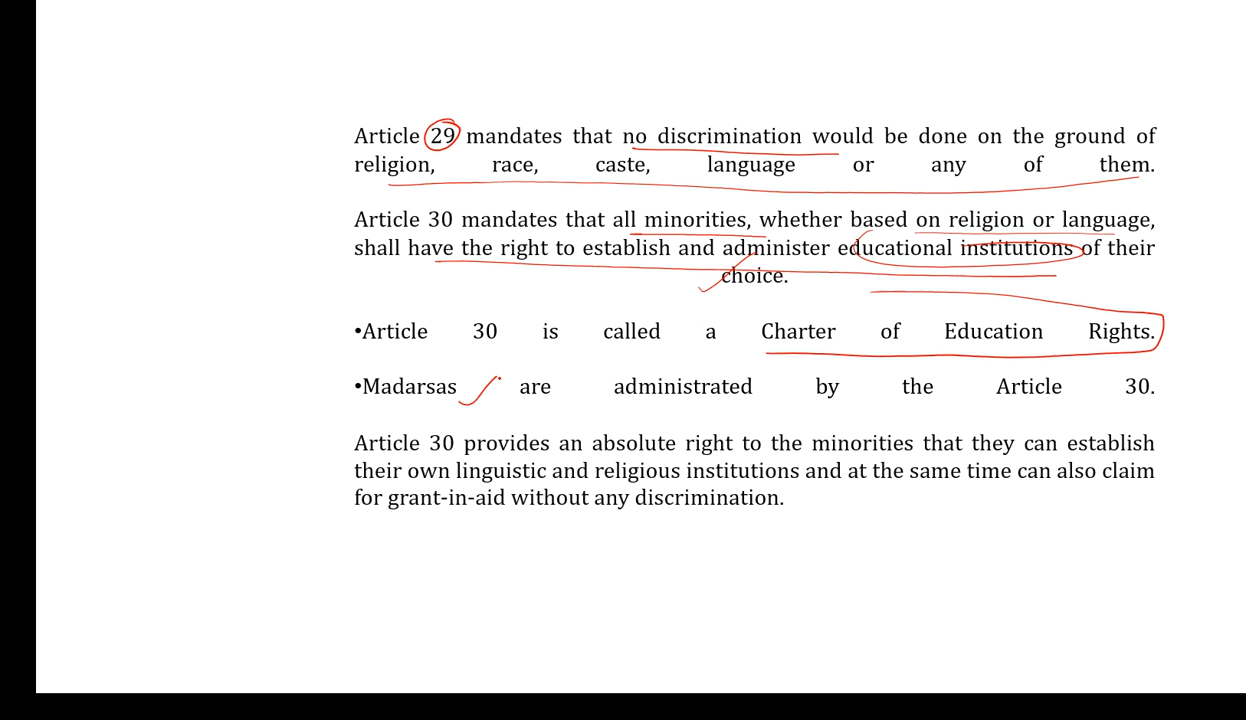 Article 29 mandates that no discrimination would be done on the ground of
religion, race, caste, language or any of them.
Article 30 mandates that all minorities, whether based on religion or language,
shall have the right to establish and administer educational institutions of their
choice.
•Article 30 is called a Charter of Education Rights.
•Madarsas are administrated by the Article 30.
Article 30 provides an absolute right to the minorities that they can establish
their own linguistic and religious institutions and at the same time can also claim
for grant-in-aid without any discrimination.